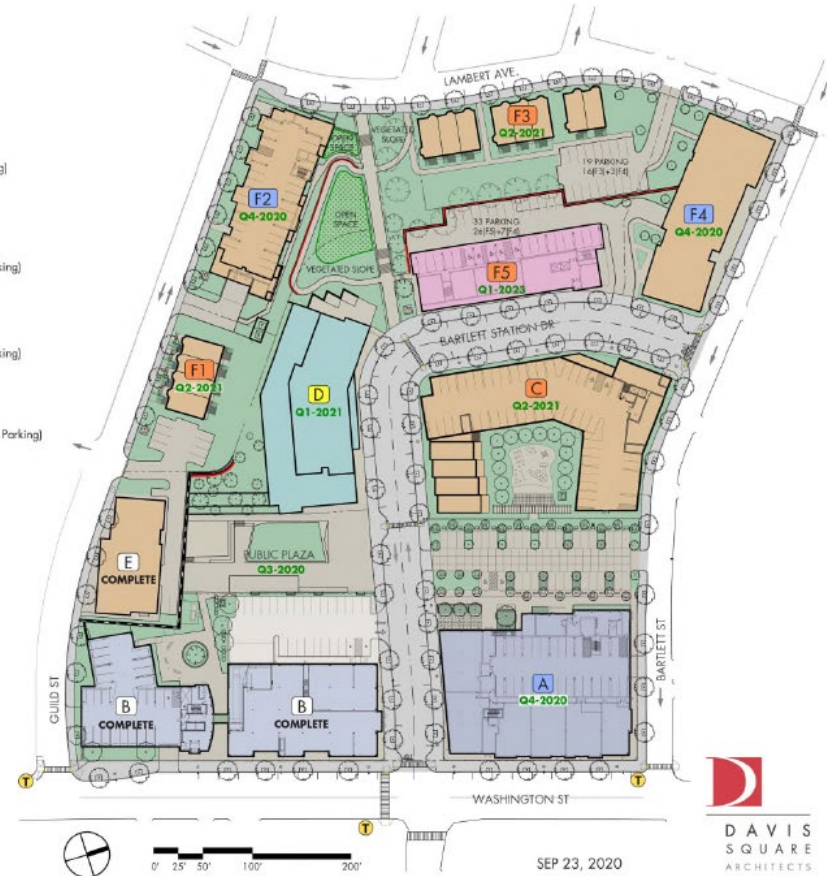 LAMBERT AVE.
F3
Q2-2021
OPEN
SPACE
VEGETATED
SLOPE
19 PARKING
16(F3)+3(F4)
F2
Q4-2020
OPEN
SPACE
33 PARKING
26(F5)+7(F4)
F4
Q4-2020
VEGETATED SLOPE
F5
Q1-2023
BARTLETT STATION DR
F1
Q2-2021
D
Q1-2021
C
Q2-2021
king)
king)
Parking)
E
COMPLETE
PUBLIC PLAZA
Q3-2020
GUILD ST
BARTLETT ST
B
COMPLETE
B
COMPLETE
A
Q4-2020
T
T
T
WASHINGTON ST
0' 25' 50' 100' 200'
SEP 23, 2020
DAVIS
SQUARE
ARCHITECTS